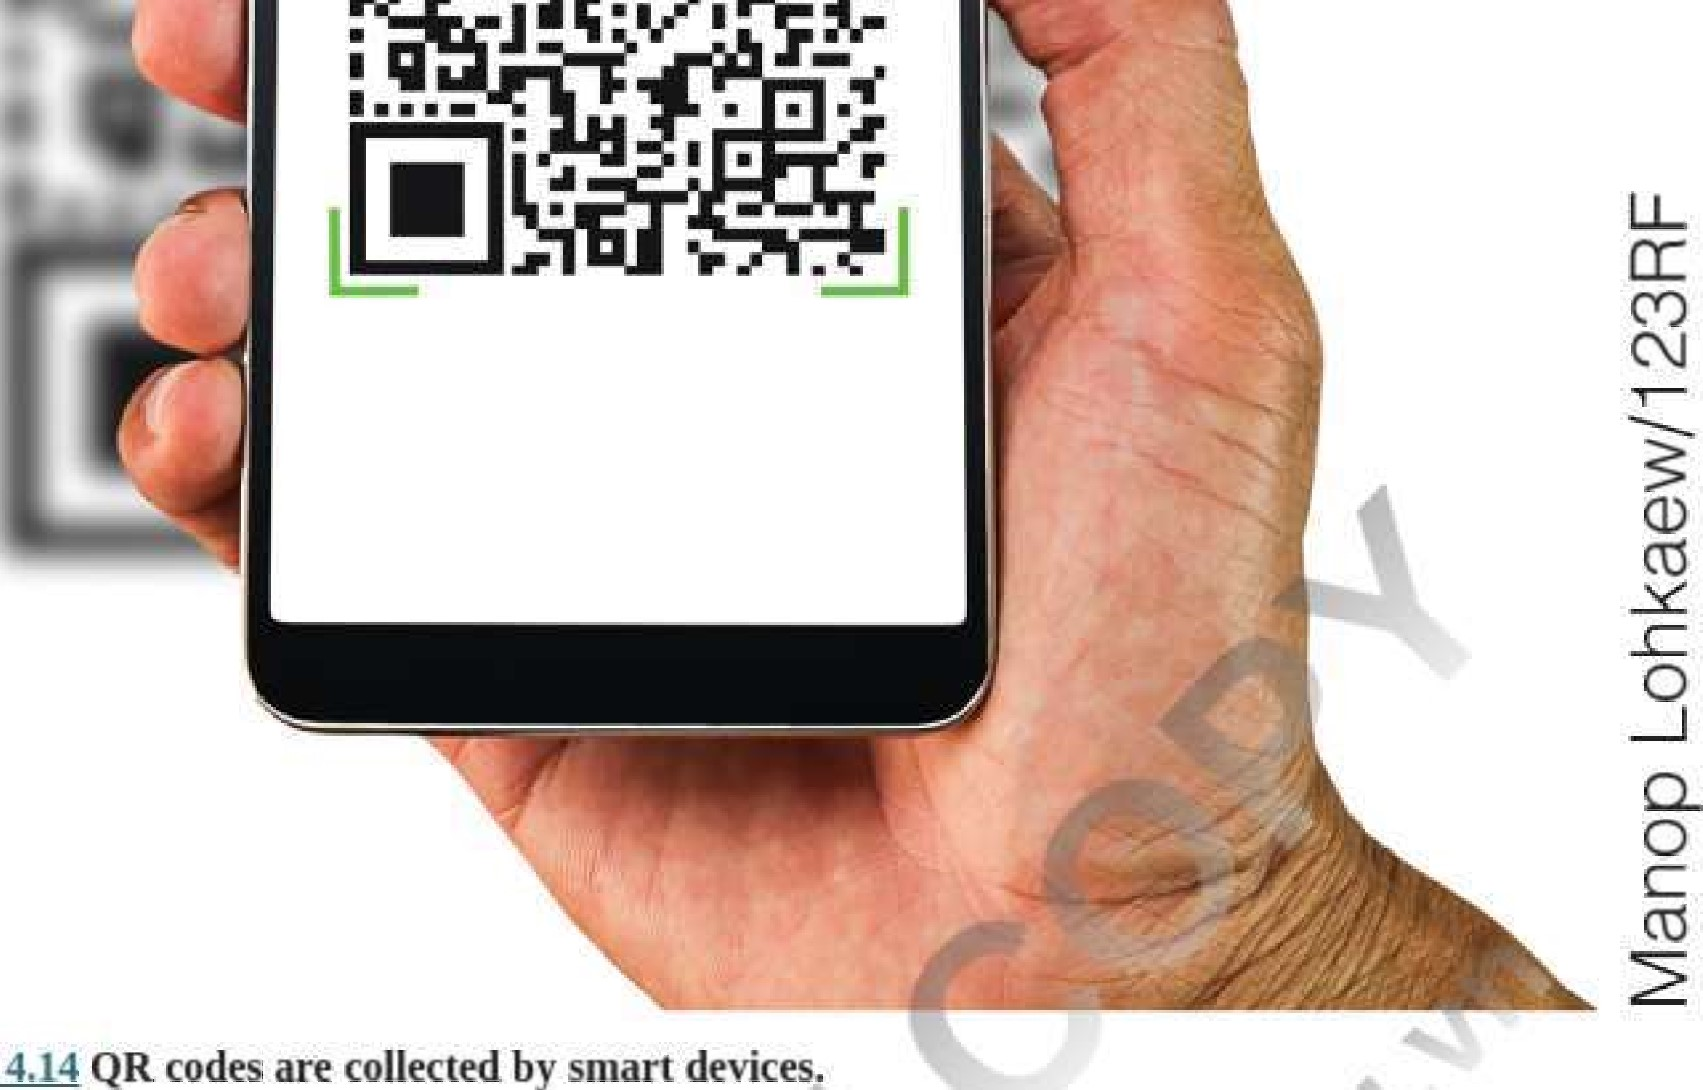 Manop Lohkaew/123RF
COPY
4.14 QR codes are collected by smart devices.